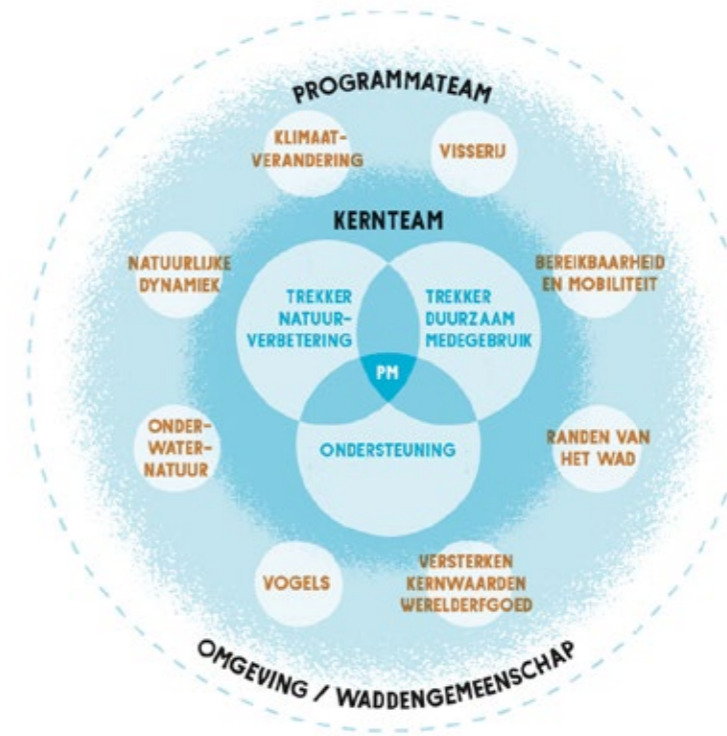 PROGRAMMATEAM
KLIMAAT-
VERANDERING
VISSERIJ
KERNTEAM
NATUURLIJKE
DYNAMIEK
BEREIKBAARHEID
EN MOBILITEIT
TREKKER
NATUUR-
VERBETERING
TREKKER
DUURZAAM
MEDEGEBRUIK
PM
ONDER-
WATER-
NATUUR
ONDERSTEUNING
RANDEN VAN
HET WAD
VOGELS
VERSTERKEN
KERNWAARDEN
WERELDERFGOED
OMGEVING / WADDENGEMEENSCHAP